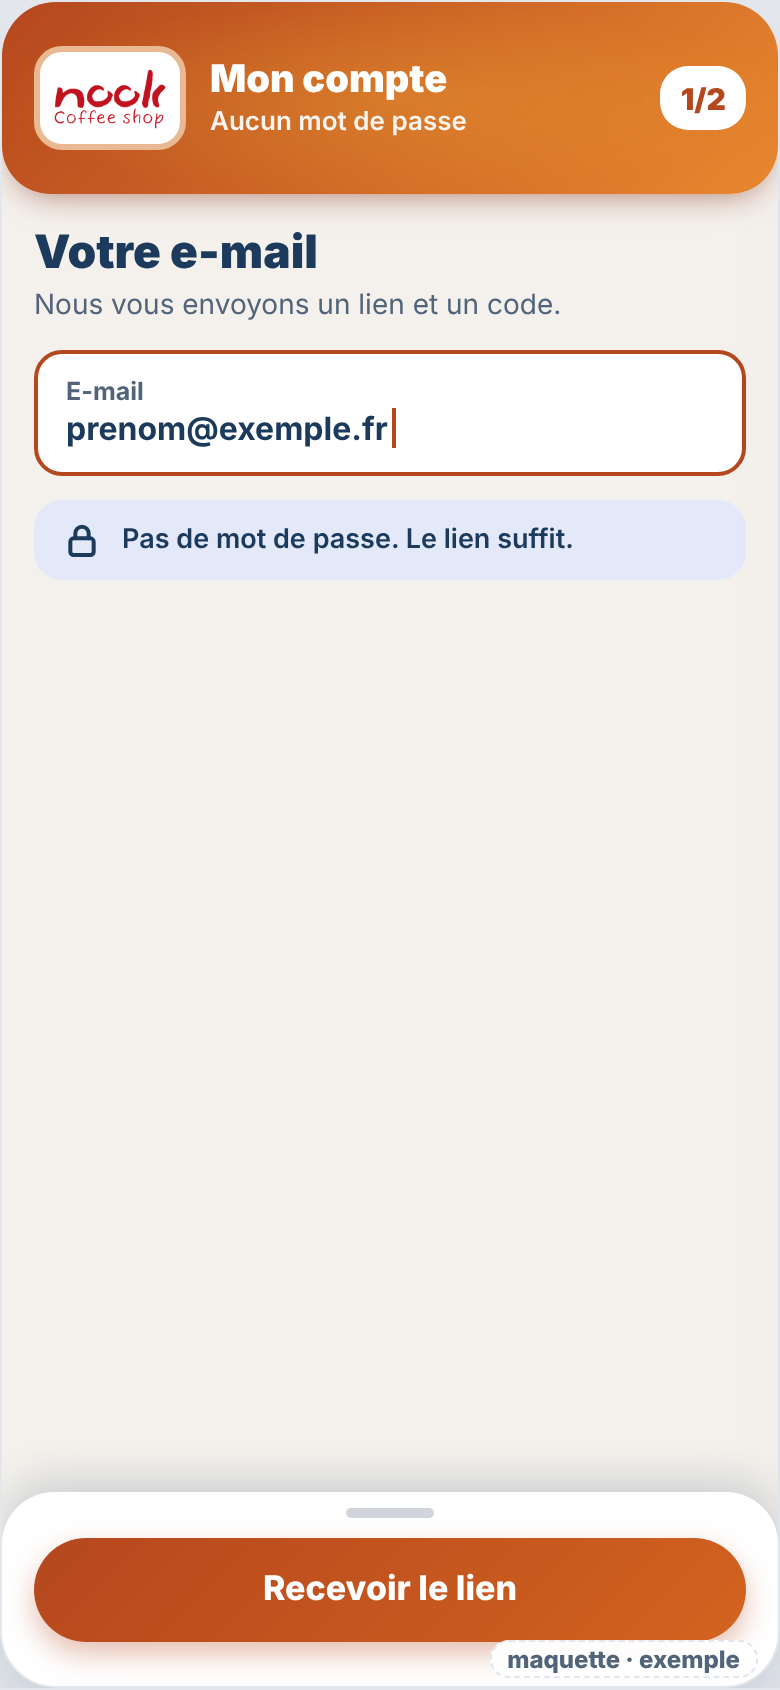 nook
Coffee shop
Mon compte
Aucun mot de passe
1/2
Votre e-mail
Nous vous envoyons un lien et un code.
E-mail
prenom@exemple.fr
Pas de mot de passe. Le lien suffit.
Recevoir le lien
maquette · exemple